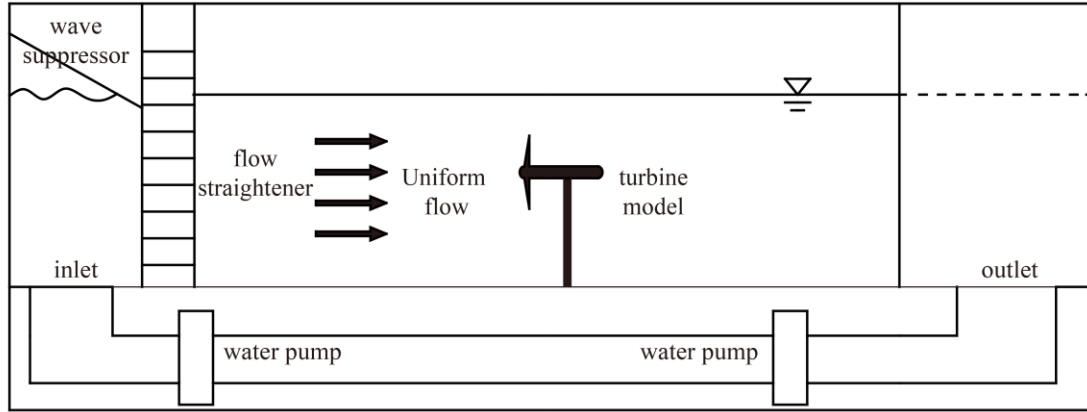 wave
suppressor
flow
straightener
Uniform
flow
turbine
model
inlet
outlet
water pump
water pump